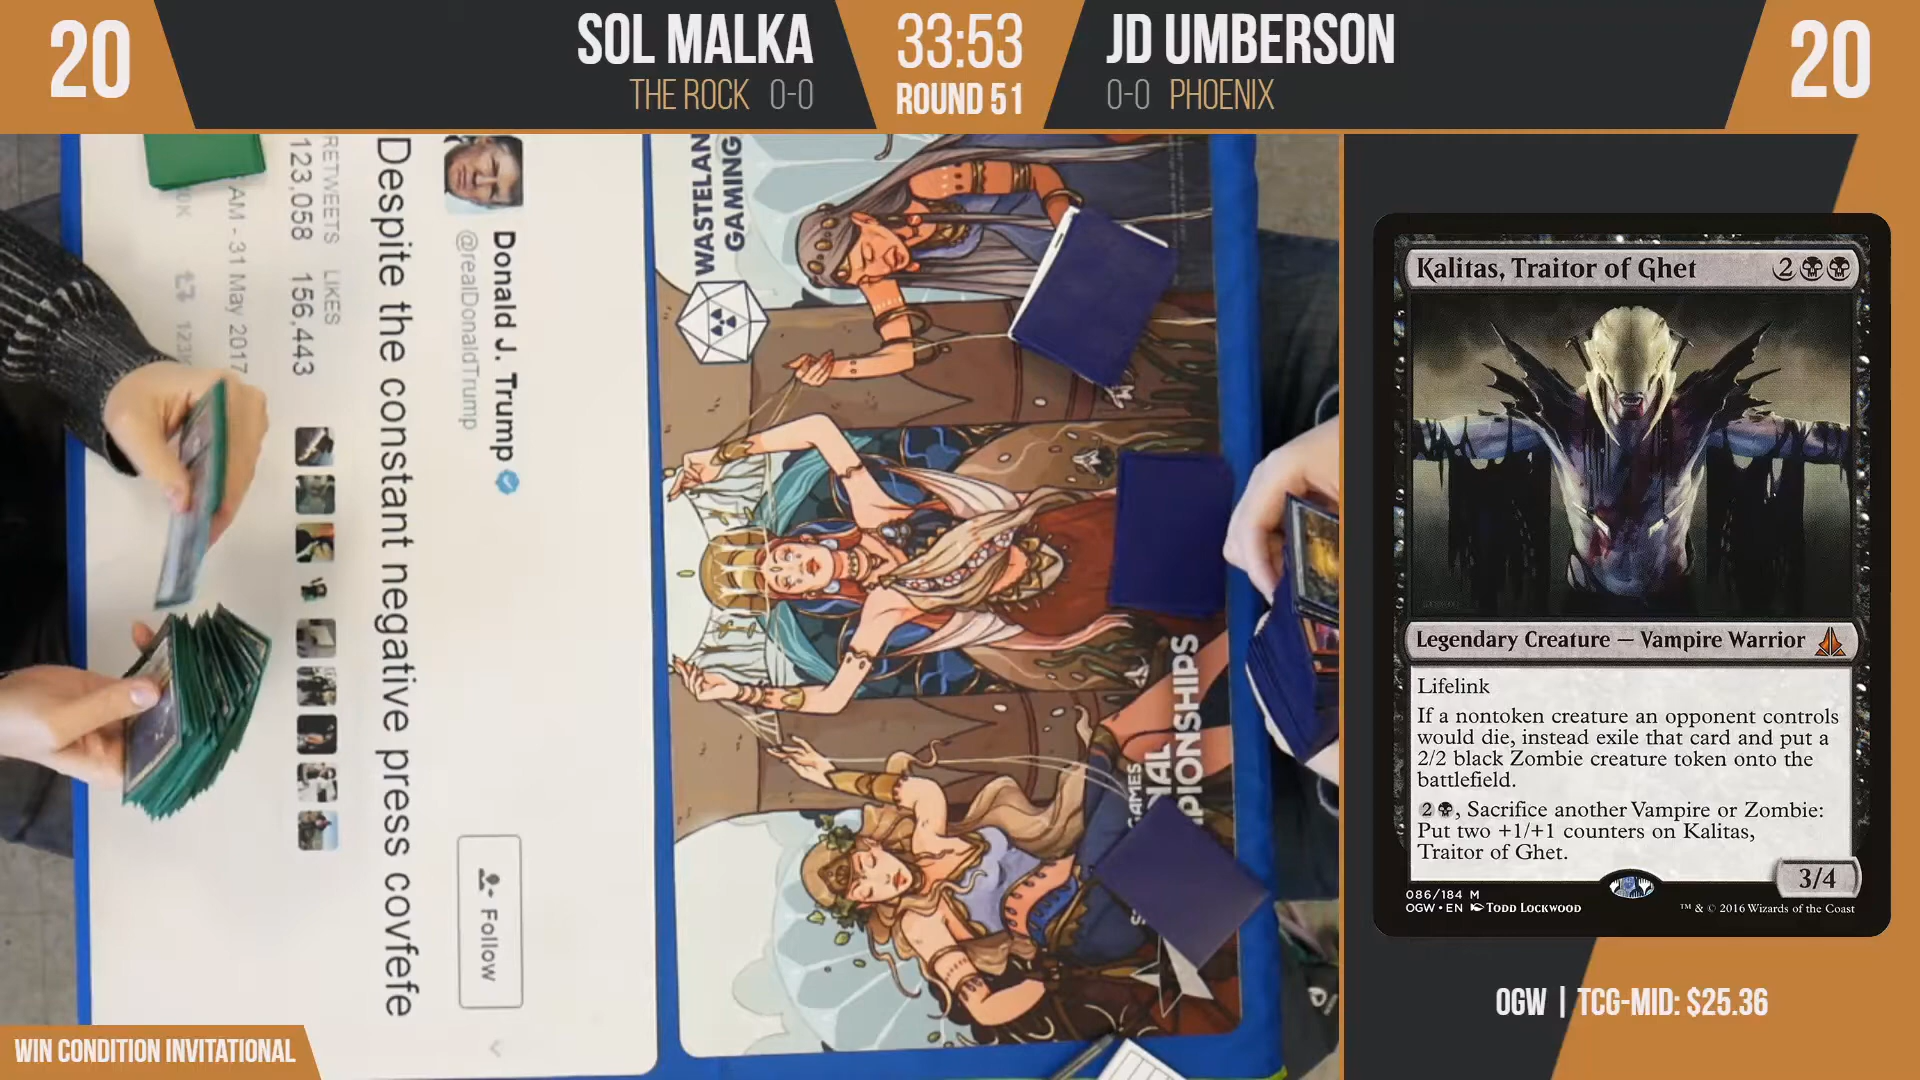 20
SOL MALKA
THE ROCK 0-0
33:53
ROUND 51
JD UMBERSON
0-0 PHOENIX
20
Donald J. Trump
@realDonaldTrump
Follow
Despite the constant negative press covfefe
RETWEETS LIKES
123,058 156,443
AM - 31 May 2017
GAMING
GAMES
Kalitas, Traitor of Ghet 2
Legendary Creature — Vampire Warrior
Lifelink
If a nontoken creature an opponent controls
would die, instead exile that card and put a
2/2 black Zombie creature token onto the
battlefield.
2, Sacrifice another Vampire or Zombie:
Put two +1/+1 counters on Kalitas,
Traitor of Ghet.
3/4
086/184 M
OGW • EN TODD LOCKWOOD
™ & © 2016 Wizards of the Coast
OGW | TCG-MID: $25.36
WIN CONDITION INVITATIONAL